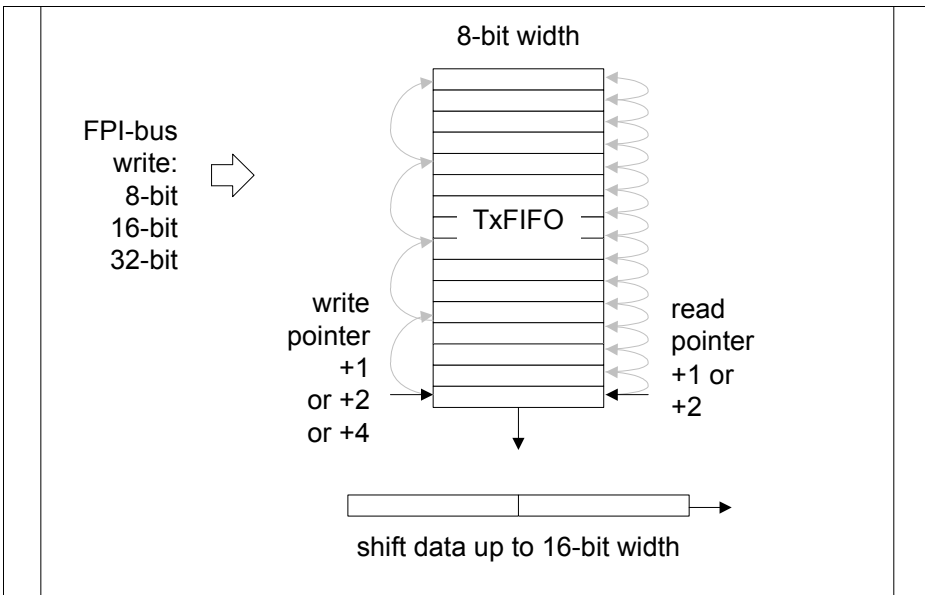 8-bit width
FPI-bus
write:
8-bit
16-bit
32-bit
TxFIFO
write
pointer
+1
or +2
or +4
read
pointer
+1 or
+2
shift data up to 16-bit width